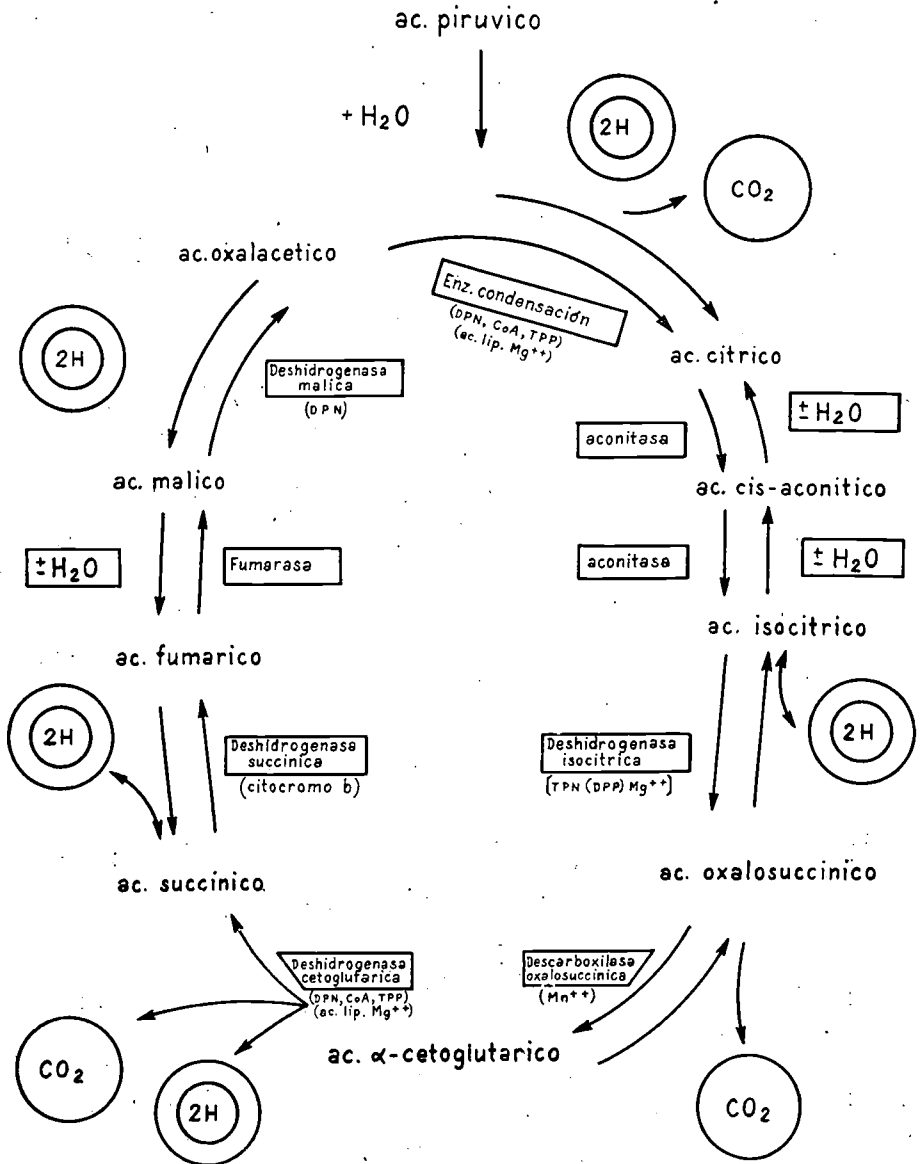 ac. piruvico
+ H₂O
2H
CO₂
ac. oxalacetico
Enz. condensación
(DPN, CoA, TPP)
(ac. lip. Mg++)
2H
Deshidrogenasa
malica
(DPN)
ac. citrico
± H₂O
aconitasa
ac. malico
ac. cis-aconitico
± H₂O
Fumarasa
aconitasa
± H₂O
ac. isocitrico
ac. fumarico
2H
Deshidrogenasa
succinica
(citocromo b)
Deshidrogenasa
isocitrica
[TPN (DPP) Mg++]
2H
ac. succínico
ac. oxalosuccinico
Deshidrogenasa
cetoglutarica
(DPN, CoA, TPP)
(ac. lip. Mg++)
Descarboxilasa
oxalosuccinica
(Mn++)
ac. α-cetoglutarico
CO₂
2H
CO₂